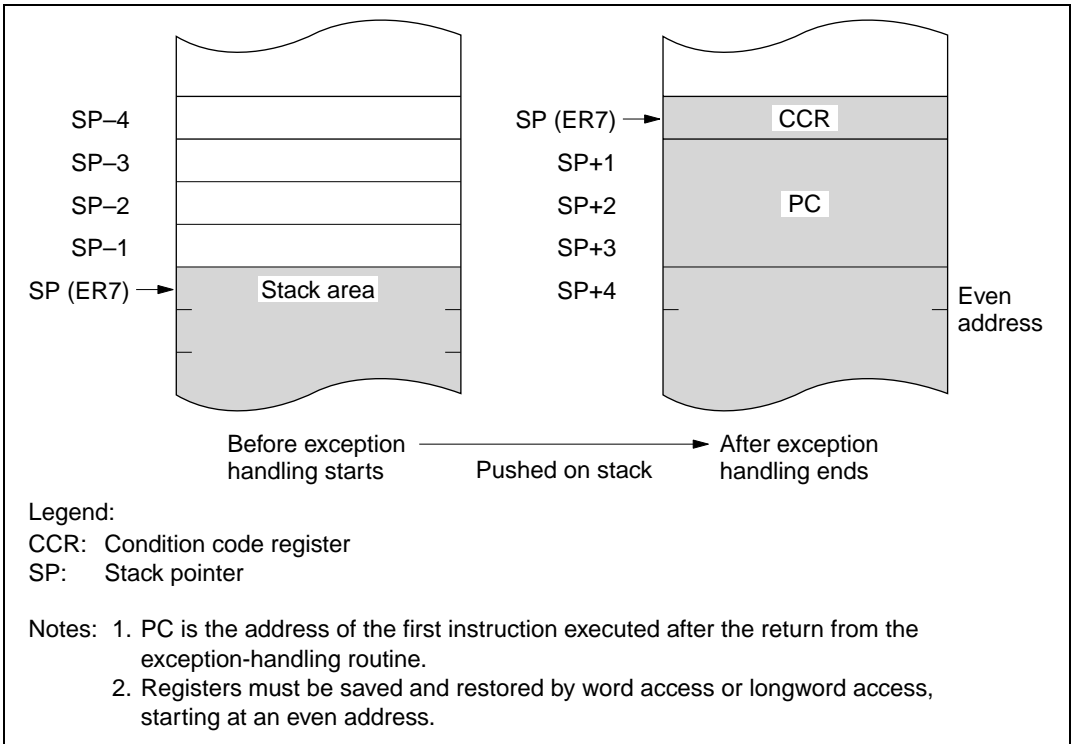 SP–4
SP–3
SP–2
SP–1
SP (ER7)
Stack area
SP (ER7)
CCR
SP+1
SP+2
PC
SP+3
SP+4
Even
address
Before exception
handling starts
Pushed on stack
After exception
handling ends
Legend:
CCR: Condition code register
SP: Stack pointer
Notes: 1. PC is the address of the first instruction executed after the return from the
exception-handling routine.
2. Registers must be saved and restored by word access or longword access,
starting at an even address.